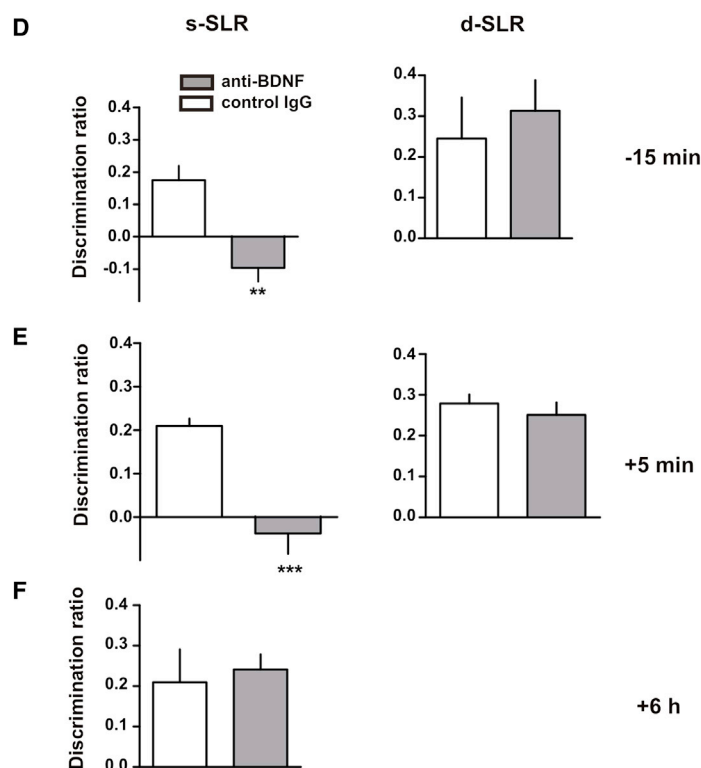 D
s-SLR
d-SLR
anti-BDNF
control IgG
Discrimination ratio
0.4
0.3
0.2
0.1
0.0
-0.1
**
0.4
0.3
0.2
0.1
0.0
-15 min
E
Discrimination ratio
0.4
0.3
0.2
0.1
0.0
***
0.4
0.3
0.2
0.1
0.0
+5 min
F
Discrimination ratio
0.4
0.3
0.2
0.1
0.0
+6 h